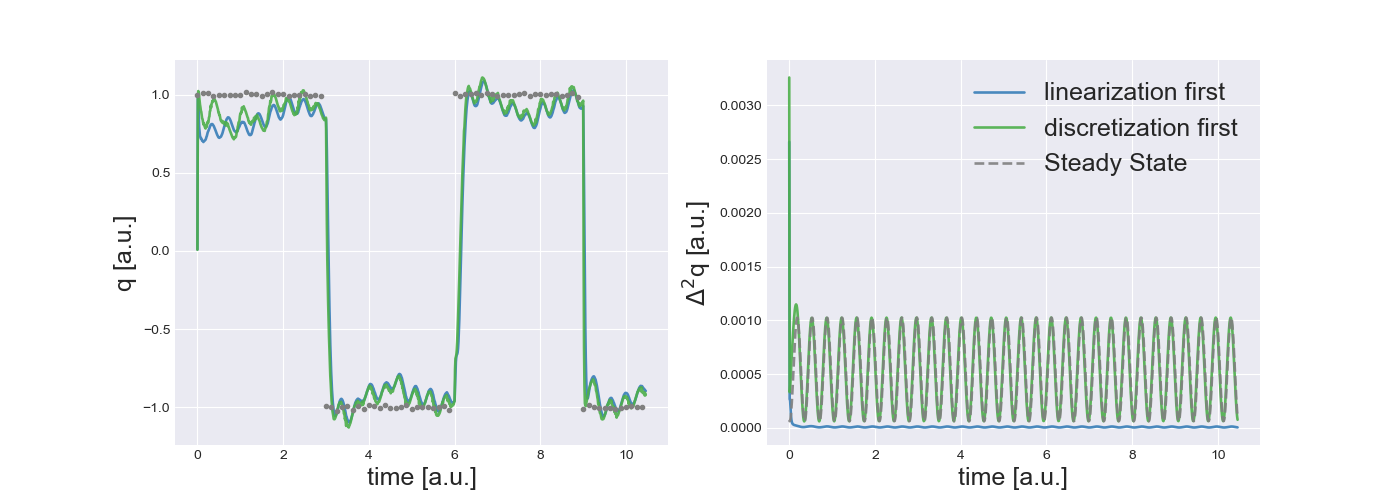 1.0
0.5
0.0
−0.5
−1.0
q [a.u.]
0 2 4 6 8 10
time [a.u.]
0.0030
0.0025
0.0020
0.0015
0.0010
0.0005
0.0000
Δ²q [a.u.]
linearization first
discretization first
Steady State
0 2 4 6 8 10
time [a.u.]